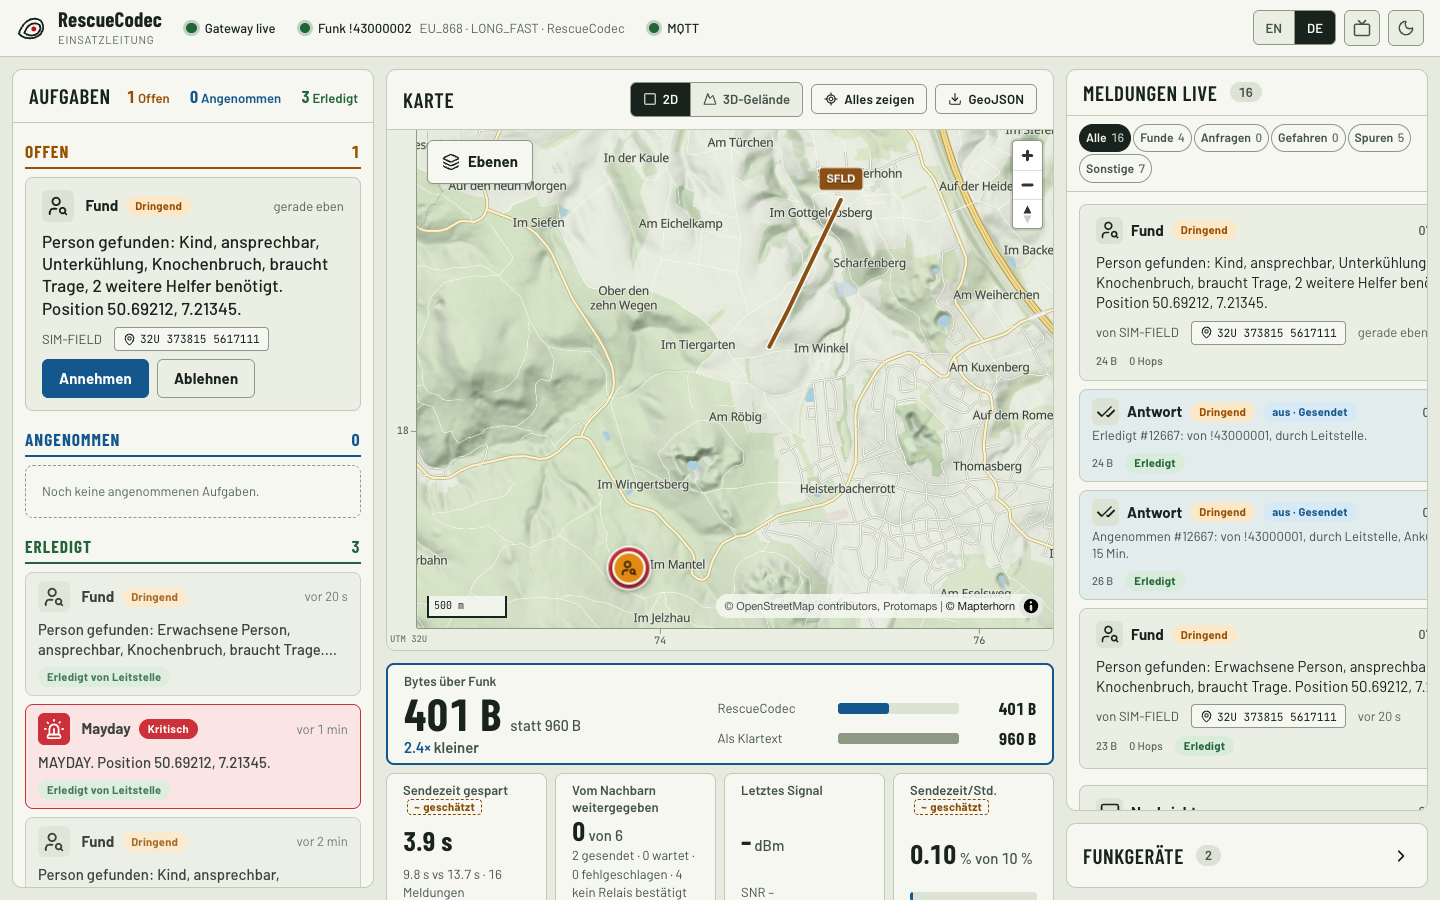 RescueCodec
EINSATZLEITUNG
Gateway live
Funk !43000002 EU_868 · LONG_FAST · RescueCodec
MQTT
EN DE
AUFGABEN 1 Offen 0 Angenommen 3 Erledigt
OFFEN 1
Fund Dringend gerade eben
Person gefunden: Kind, ansprechbar,
Unterkühlung, Knochenbruch, braucht
Trage, 2 weitere Helfer benötigt.
Position 50.69212, 7.21345.
SIM-FIELD 32U 373815 5617111
Annehmen Ablehnen
ANGENOMMEN 0
Noch keine angenommenen Aufgaben.
ERLEDIGT 3
Fund Dringend vor 20 s
Person gefunden: Erwachsene Person,
ansprechbar, Knochenbruch, braucht Trage....
Erledigt von Leitstelle
Mayday Kritisch vor 1 min
MAYDAY. Position 50.69212, 7.21345.
Erledigt von Leitstelle
Fund Dringend vor 2 min
Person gefunden: Kind, ansprechbar,
KARTE
2D 3D-Gelände Alles zeigen GeoJSON
Ebenen
Am Türchen
In der Kaule
Auf den neun Morgen
SFLD
erhohn
Auf der Heide
Im Siefen
Am Eichelkamp
Im Gottgelosberg
Im Backe
Scharfenberg
Ober den
zehn Wegen
Am Weiherchen
Im Tiergarten
Im Winkel
Am Kuxenberg
Am Röbig
Auf dem Rome
18
Thomasberg
Im Wingertsberg
Heisterbacherrott
rbahn
Im Mantel
Am Eselsweg
500 m
© OpenStreetMap contributors, Protomaps | © Mapterhorn
Im Jelzhau
UTM 32U 74 76
Bytes über Funk
401 B statt 960 B
2.4× kleiner
RescueCodec 401 B
Als Klartext 960 B
Sendezeit gespart
~ geschätzt
3.9 s
9.8 s vs 13.7 s · 16
Meldungen
Vom Nachbarn
weitergegeben
0 von 6
2 gesendet · 0 wartet ·
0 fehlgeschlagen · 4
kein Relais bestätigt
Letztes Signal
– dBm
SNR –
Sendezeit/Std.
~ geschätzt
0.10 % von 10 %
MELDUNGEN LIVE 16
Alle 16 Funde 4 Anfragen 0 Gefahren 0 Spuren 5
Sonstige 7
Fund Dringend
Person gefunden: Kind, ansprechbar, Unterkühlung
Knochenbruch, braucht Trage, 2 weitere Helfer benö
Position 50.69212, 7.21345.
von SIM-FIELD 32U 373815 5617111 gerade eben
24 B 0 Hops
Antwort Dringend aus · Gesendet
Erledigt #12667: von !43000001, durch Leitstelle.
24 B Erledigt
Antwort Dringend aus · Gesendet
Angenommen #12667: von !43000001, durch Leitstelle, Anku
15 Min.
26 B Erledigt
Fund Dringend
Person gefunden: Erwachsene Person, ansprechba
Knochenbruch, braucht Trage. Position 50.69212, 7.2
von SIM-FIELD 32U 373815 5617111 vor 20 s
23 B 0 Hops Erledigt
FUNKGERÄTE 2